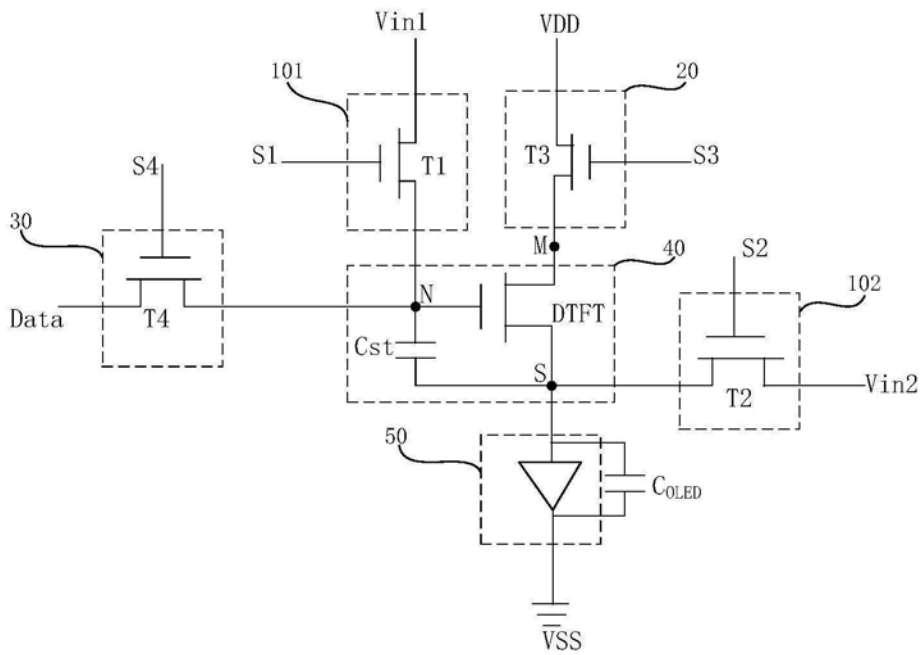 Vin1
VDD
101
20
S1
T1
T3
S3
S4
30
M
40
S2
102
N
DTFT
Data
T4
Cst
S
T2
Vin2
50
COLED
VSS